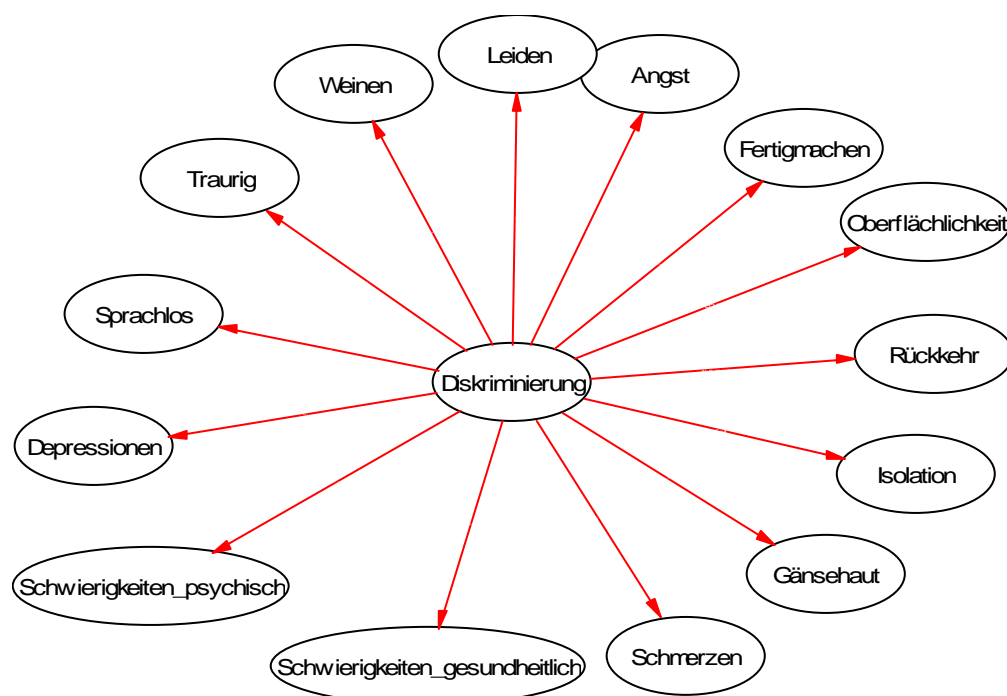 Leiden
Angst
Weinen
Fertigmachen
Traurig
Oberflächlichkeit
Sprachlos
Rückkehr
Diskriminierung
Depressionen
Isolation
Gänsehaut
Schwierigkeiten_psychisch
Schmerzen
Schwierigkeiten_gesundheitlich